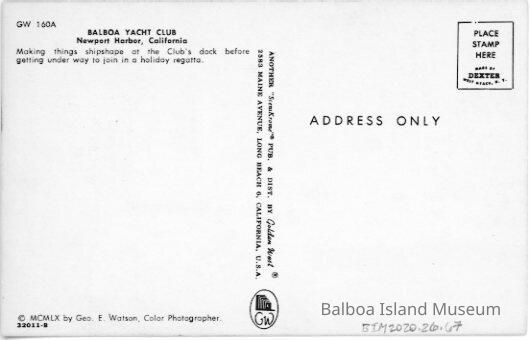 GW 160A
BALBOA YACHT CLUB
Newport Harbor, California
Making things shipshape at the Club's dock before
getting under way to join in a holiday regatta.
© MCMLX by Geo. E. Watson, Color Photographer.
32011-B
ANOTHER "SceniKrome"® PUB. & DIST. BY Golden West ®
2883 MAINE AVENUE, LONG BEACH 6, CALIFORNIA, U.S.A.
GW
PLACE
STAMP
HERE
MADE BY
DEXTER
WEST NYACK, N. Y.
ADDRESS ONLY
Balboa Island Museum
BIM2020.26.67